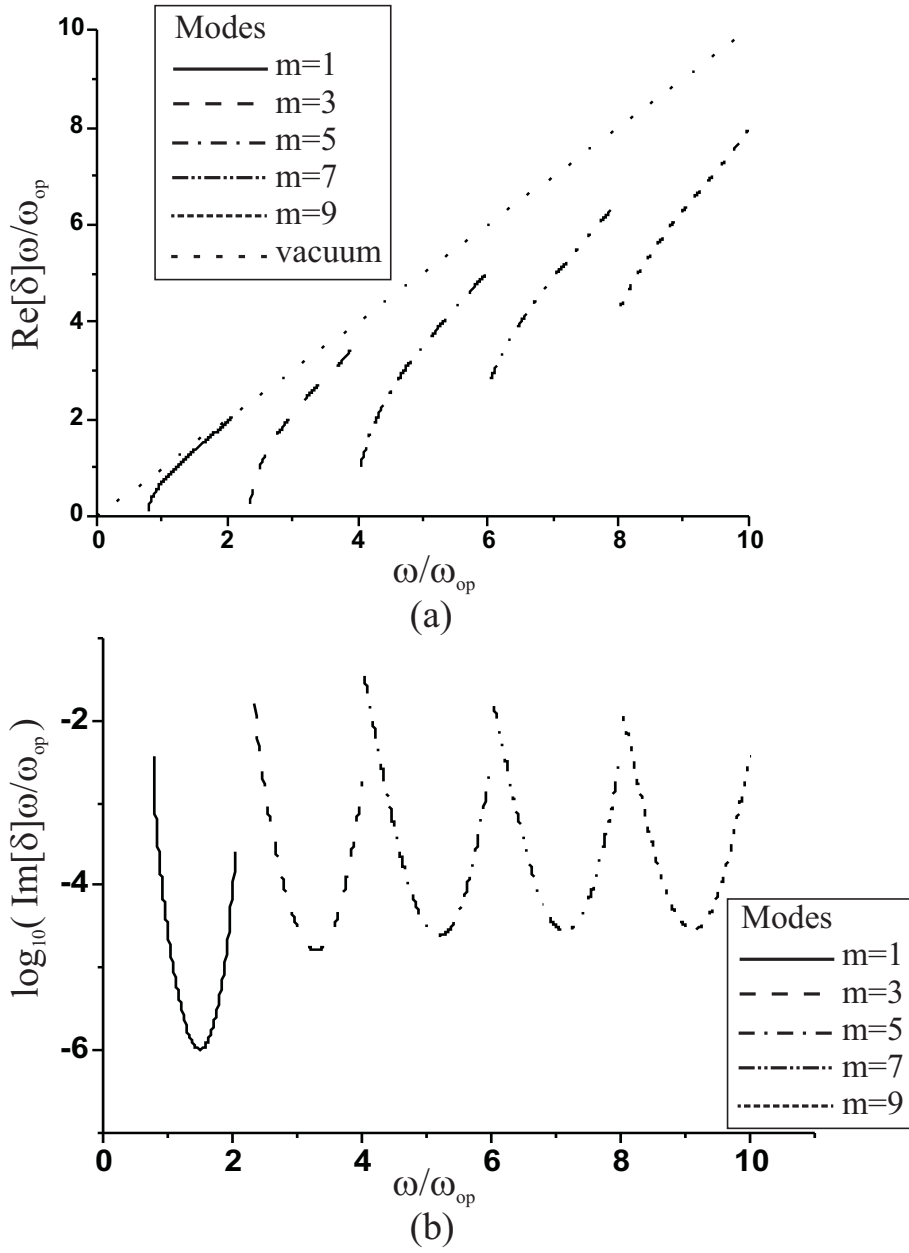 10
8
6
4
2
0
Re[δ]ω/ω_op
Modes
m=1
m=3
m=5
m=7
m=9
vacuum
0 2 4 6 8 10
ω/ω_op
(a)
-2
-4
-6
log₁₀( Im[δ]ω/ω_op)
Modes
m=1
m=3
m=5
m=7
m=9
0 2 4 6 8 10
ω/ω_op
(b)